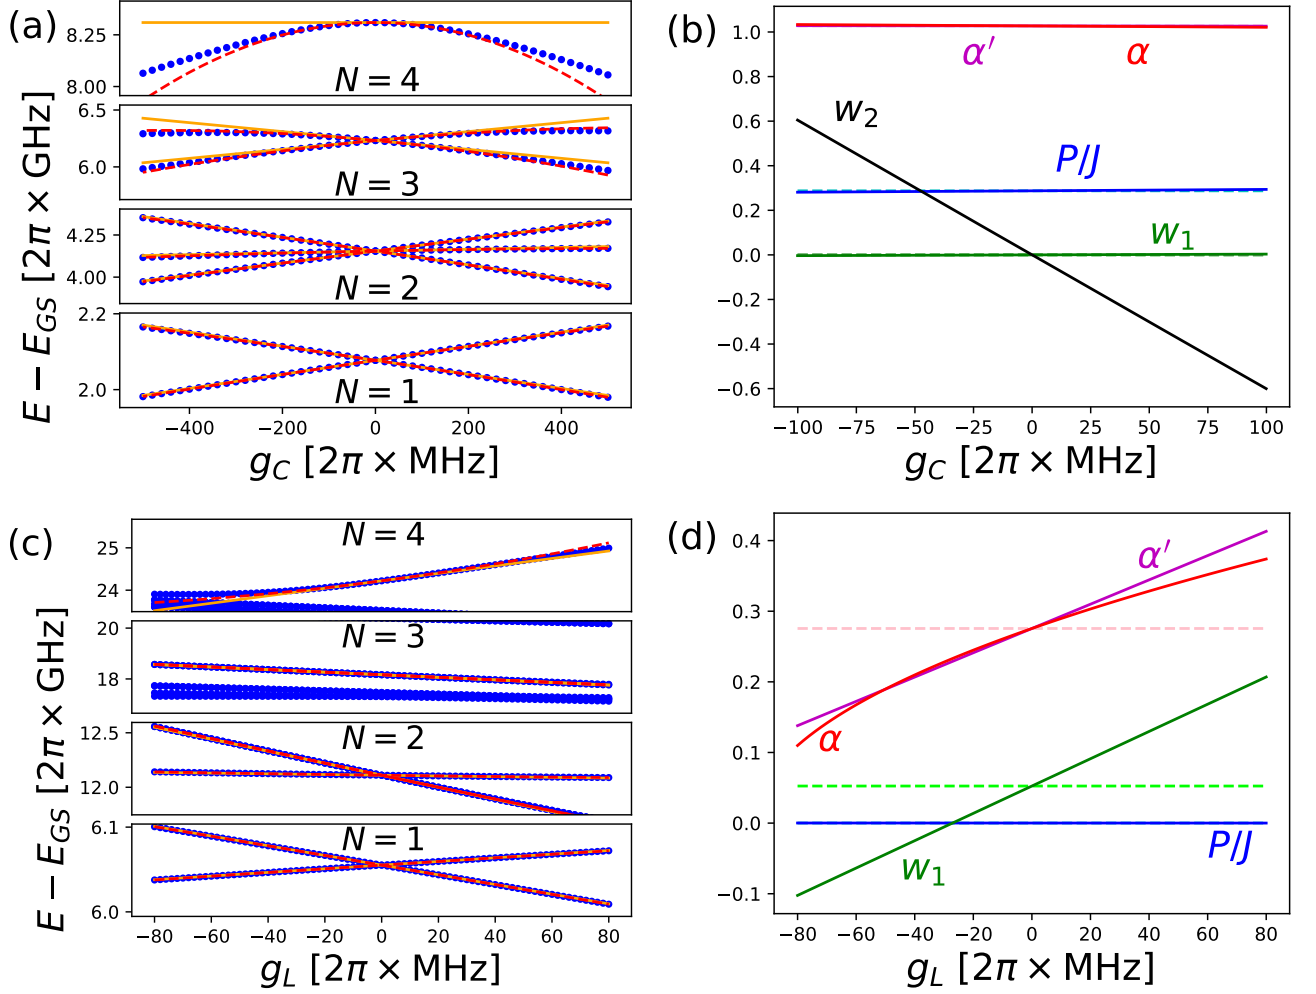 (a)
8.25
8.00
N = 4
6.5
6.0
N = 3
4.25
4.00
N = 2
2.2
2.0
N = 1
−400 −200 0 200 400
g_C [2π × MHz]
E − E_GS [2π × GHz]
(b)
1.0
0.8
0.6
0.4
0.2
0.0
−0.2
−0.4
−0.6
α′ α
w_2
P/J
w_1
−100 −75 −50 −25 0 25 50 75 100
g_C [2π × MHz]
(c)
25
24
N = 4
20
18
N = 3
12.5
12.0
N = 2
6.1
6.0
N = 1
−80 −60 −40 −20 0 20 40 60 80
g_L [2π × MHz]
E − E_GS [2π × GHz]
(d)
0.4
0.3
0.2
0.1
0.0
−0.1
α′
α
P/J
w_1
−80 −60 −40 −20 0 20 40 60 80
g_L [2π × MHz]